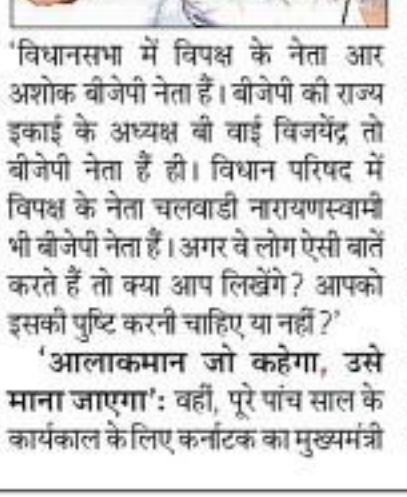 'विधानसभा में विपक्ष के नेता आर
अशोक बीजेपी नेता हैं। बीजेपी की राज्य
इकाई के अध्यक्ष बी वाई विजयेंद्र तो
बीजेपी नेता हैं ही। विधान परिषद में
विपक्ष के नेता चलवाडी नारायणस्वामी
भी बीजेपी नेता हैं। अगर वे लोग ऐसी बातें
करते हैं तो क्या आप लिखेंगे? आपको
इसकी पुष्टि करनी चाहिए या नहीं?'
'आलाकमान जो कहेगा, उसे
माना जाएगा': वहीं, पूरे पांच साल के
कार्यकाल के लिए कर्नाटक का मुख्यमंत्री